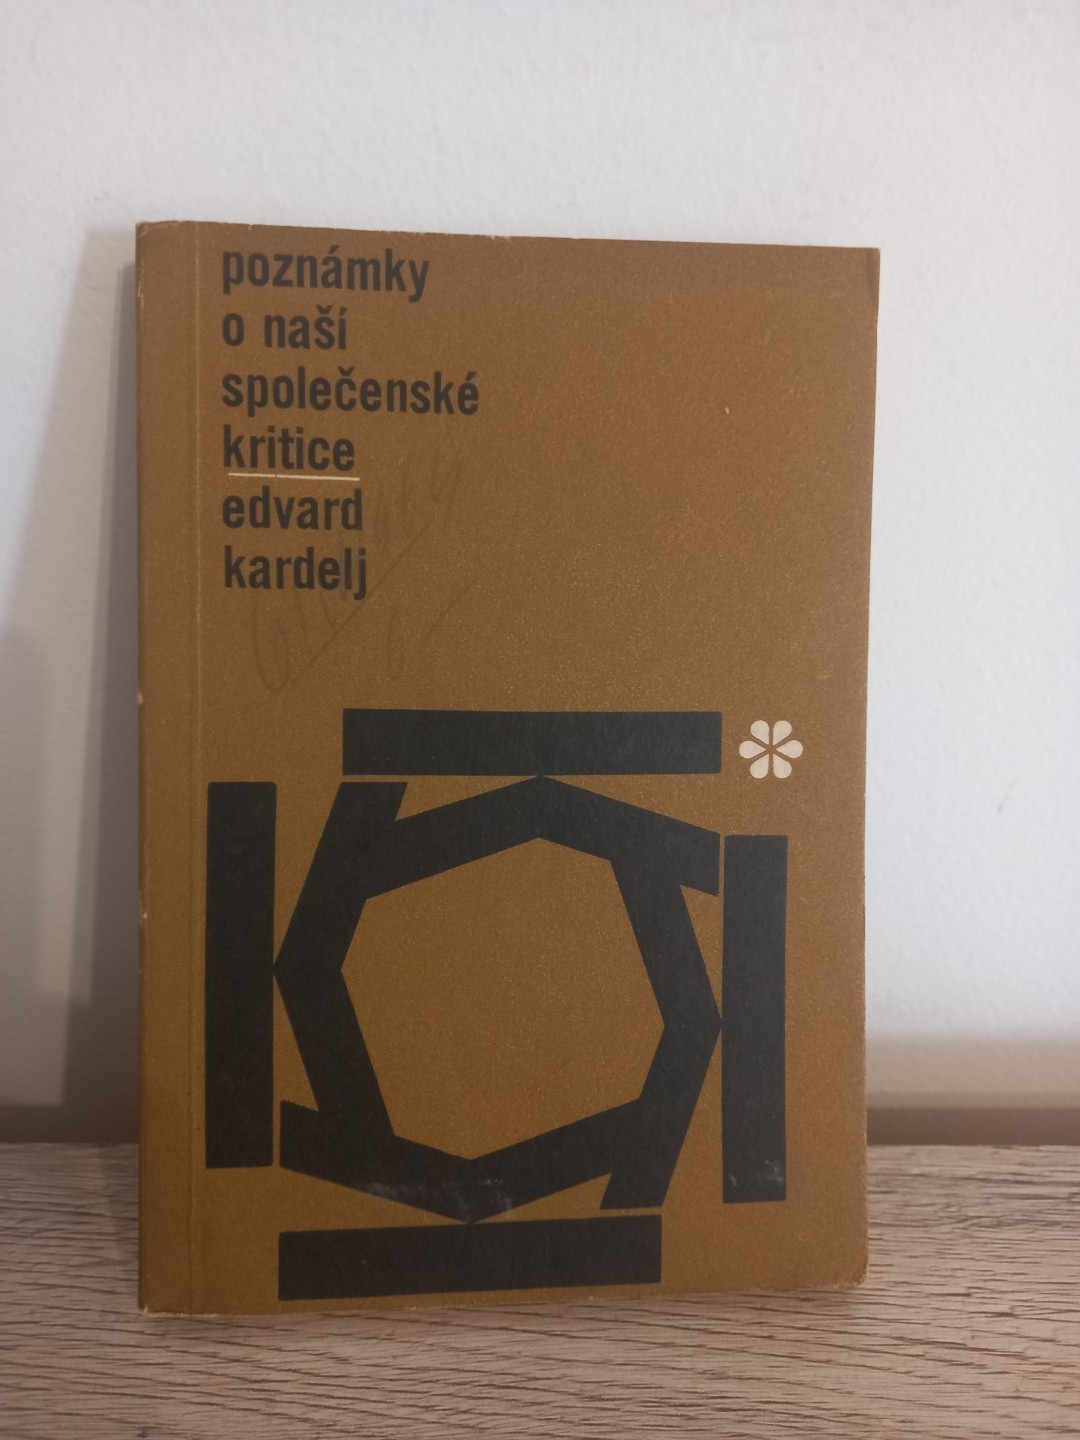 poznámky
o naší
společenské
kritice
edvard
kardelj